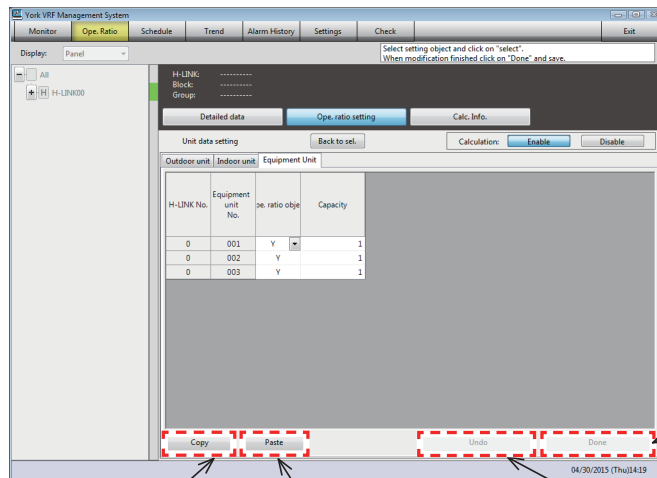 York VRF Management System
Monitor Ope. Ratio Schedule Trend Alarm History Settings Check Exit
Display: Panel
Select setting object and click on "select".
When modification finished click on "Done" and save.
All
H H-LINK00
H-LINK: ----------
Block: ----------
Group: ----------
Detailed data Ope. ratio setting Calc. Info.
Unit data setting Back to sel. Calculation: Enable Disable
Outdoor unit Indoor unit Equipment Unit
H-LINK No. Equipment unit No. pe. ratio obje Capacity
0 001 Y 1
0 002 Y 1
0 003 Y 1
Copy Paste Undo Done
04/30/2015 (Thu)14:19